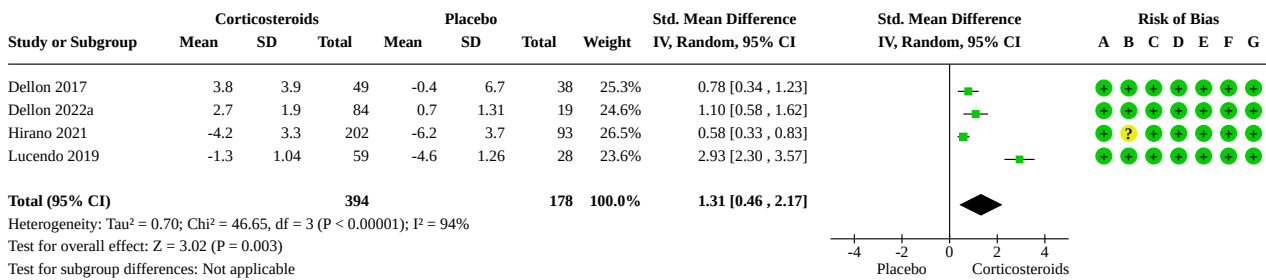 Corticosteroids Placebo Std. Mean Difference Std. Mean Difference Risk of Bias
Study or Subgroup Mean SD Total Mean SD Total Weight IV, Random, 95% CI IV, Random, 95% CI A B C D E F G
Dellon 2017 3.8 3.9 49 -0.4 6.7 38 25.3% 0.78 [0.34 , 1.23] + + + + + + +
Dellon 2022a 2.7 1.9 84 0.7 1.31 19 24.6% 1.10 [0.58 , 1.62] + + + + + + +
Hirano 2021 -4.2 3.3 202 -6.2 3.7 93 26.5% 0.58 [0.33 , 0.83] + ? + + + + +
Lucendo 2019 -1.3 1.04 59 -4.6 1.26 28 23.6% 2.93 [2.30 , 3.57] + + + + + + +
Total (95% CI) 394 178 100.0% 1.31 [0.46 , 2.17]
Heterogeneity: Tau² = 0.70; Chi² = 46.65, df = 3 (P < 0.00001); I² = 94%
Test for overall effect: Z = 3.02 (P = 0.003) -4 -2 0 2 4
Test for subgroup differences: Not applicable Placebo Corticosteroids